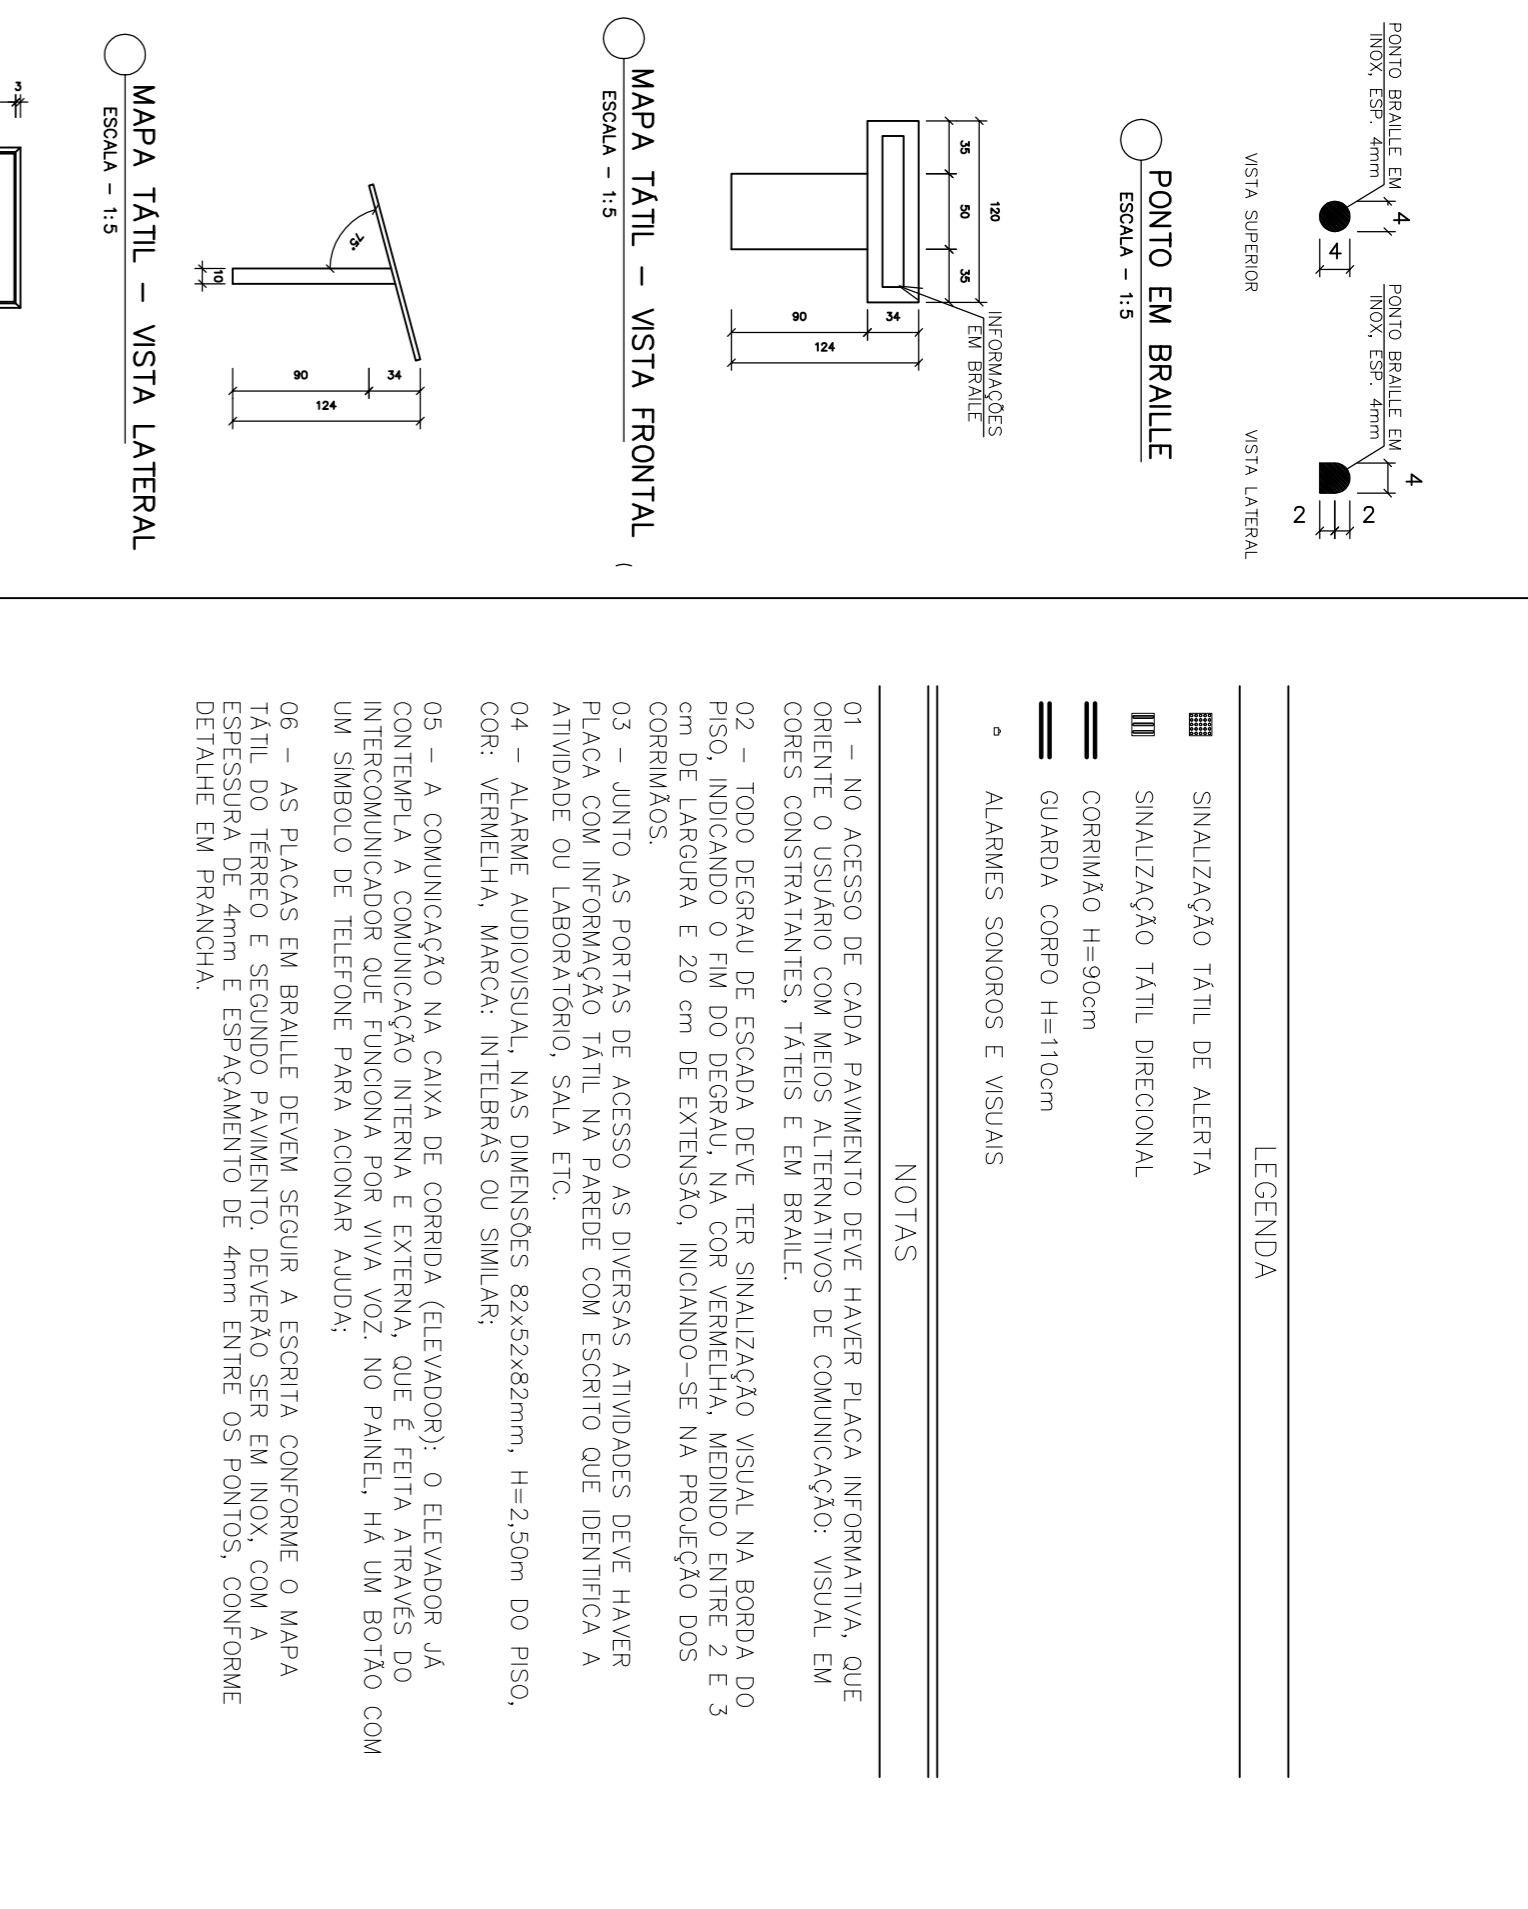 PONTO BRAILLE EM
INOX, ESP. 4mm
4
4
VISTA SUPERIOR
PONTO BRAILLE EM
INOX, ESP. 4mm
4
2
2
VISTA LATERAL
PONTO EM BRAILLE
ESCALA - 1:5
120
35
50
35
INFORMAÇÕES
EM BRAILE
34
90
124
MAPA TÁTIL - VISTA FRONTAL
ESCALA - 1:5
(
75°
10
34
90
124
MAPA TÁTIL - VISTA LATERAL
ESCALA - 1:5
3
LEGENDA
SINALIZAÇÃO TÁTIL DE ALERTA
SINALIZAÇÃO TÁTIL DIRECIONAL
CORRIMÃO H=90cm
GUARDA CORPO H=110cm
ALARMES SONOROS E VISUAIS
NOTAS
01 - NO ACESSO DE CADA PAVIMENTO DEVE HAVER PLACA INFORMATIVA, QUE
ORIENTE O USUÁRIO COM MEIOS ALTERNATIVOS DE COMUNICAÇÃO: VISUAL EM
CORES CONSTRATANTES, TÁTEIS E EM BRAILE.
02 - TODO DEGRAU DE ESCADA DEVE TER SINALIZAÇÃO VISUAL NA BORDA DO
PISO, INDICANDO O FIM DO DEGRAU, NA COR VERMELHA, MEDINDO ENTRE 2 E 3
cm DE LARGURA E 20 cm DE EXTENSÃO, INICIANDO-SE NA PROJEÇÃO DOS
CORRIMÃOS.
03 - JUNTO AS PORTAS DE ACESSO AS DIVERSAS ATIVIDADES DEVE HAVER
PLACA COM INFORMAÇÃO TÁTIL NA PAREDE COM ESCRITO QUE IDENTIFICA A
ATIVIDADE OU LABORATÓRIO, SALA ETC.
04 - ALARME AUDIOVISUAL, NAS DIMENSÕES 82x52x82mm, H=2,50m DO PISO,
COR: VERMELHA, MARCA: INTELBRÁS OU SIMILAR;
05 - A COMUNICAÇÃO NA CAIXA DE CORRIDA (ELEVADOR): O ELEVADOR JÁ
CONTEMPLA A COMUNICAÇÃO INTERNA E EXTERNA, QUE É FEITA ATRAVÉS DO
INTERCOMUNICADOR QUE FUNCIONA POR VIVA VOZ. NO PAINEL, HÁ UM BOTÃO COM
UM SÍMBOLO DE TELEFONE PARA ACIONAR AJUDA;
06 - AS PLACAS EM BRAILLE DEVEM SEGUIR A ESCRITA CONFORME O MAPA
TÁTIL DO TÉRREO E SEGUNDO PAVIMENTO. DEVERÃO SER EM INOX, COM A
ESPESSURA DE 4mm E ESPAÇAMENTO DE 4mm ENTRE OS PONTOS, CONFORME
DETALHE EM PRANCHA.